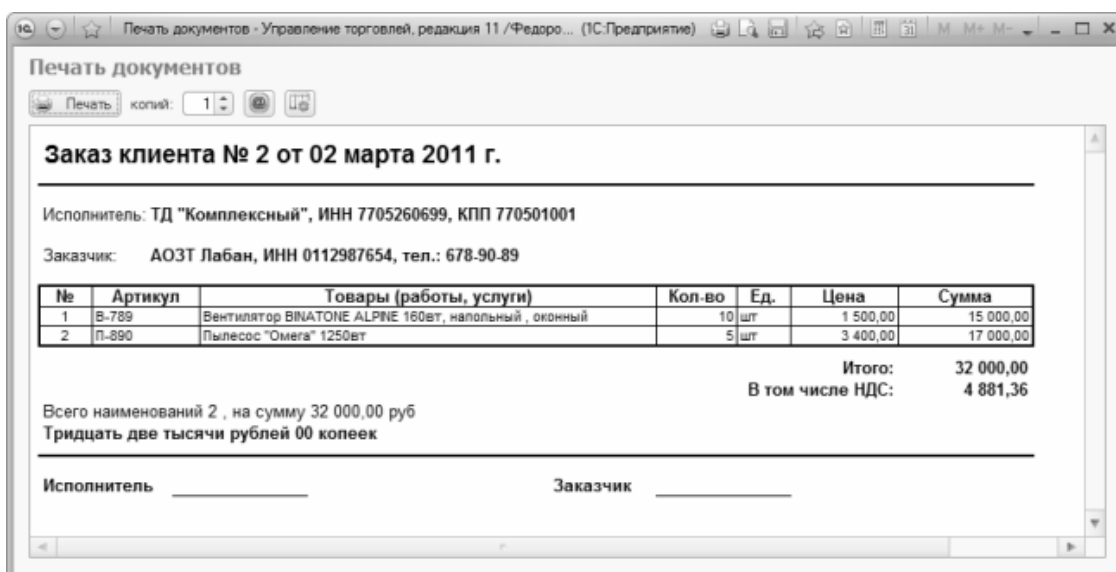 Печать документов - Управление торговлей, редакция 11 /Федоро... (1С:Предприятие) M M+ M-
Печать документов
Печать копий: 1
Заказ клиента № 2 от 02 марта 2011 г.
Исполнитель: ТД "Комплексный", ИНН 7705260699, КПП 770501001
Заказчик: АОЗТ Лабан, ИНН 0112987654, тел.: 678-90-89
№ Артикул Товары (работы, услуги) Кол-во Ед. Цена Сумма
1 В-789 Вентилятор BINATONE ALPINE 160вт, напольный , оконный 10 шт 1 500,00 15 000,00
2 П-890 Пылесос "Омега" 1250вт 5 шт 3 400,00 17 000,00
Итого: 32 000,00
В том числе НДС: 4 881,36
Всего наименований 2 , на сумму 32 000,00 руб
Тридцать две тысячи рублей 00 копеек
Исполнитель Заказчик